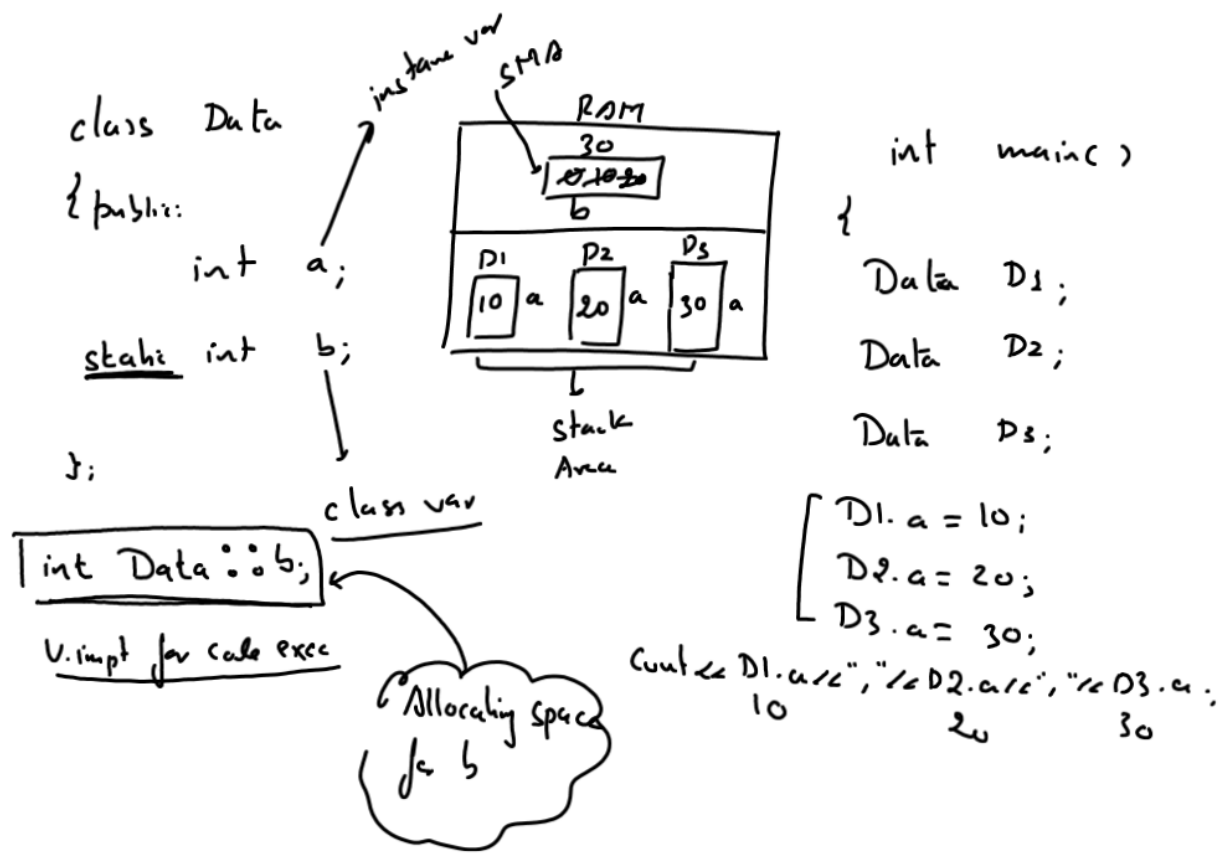 class Data
{ public:
int a;
static int b;
};
int Data :: b;
V. impt for code exec
instance var
class var
Allocating space
for b
SMA
RAM
30
0 10 20
b
D1 D2 D3
10 a 20 a 30 a
Stack
Area
int main()
{
Data D1;
Data D2;
Data D3;
D1.a = 10;
D2.a = 20;
D3.a = 30;
Cout<< D1.a<<","<<D2.a<<","<<D3.a;
10 20 30